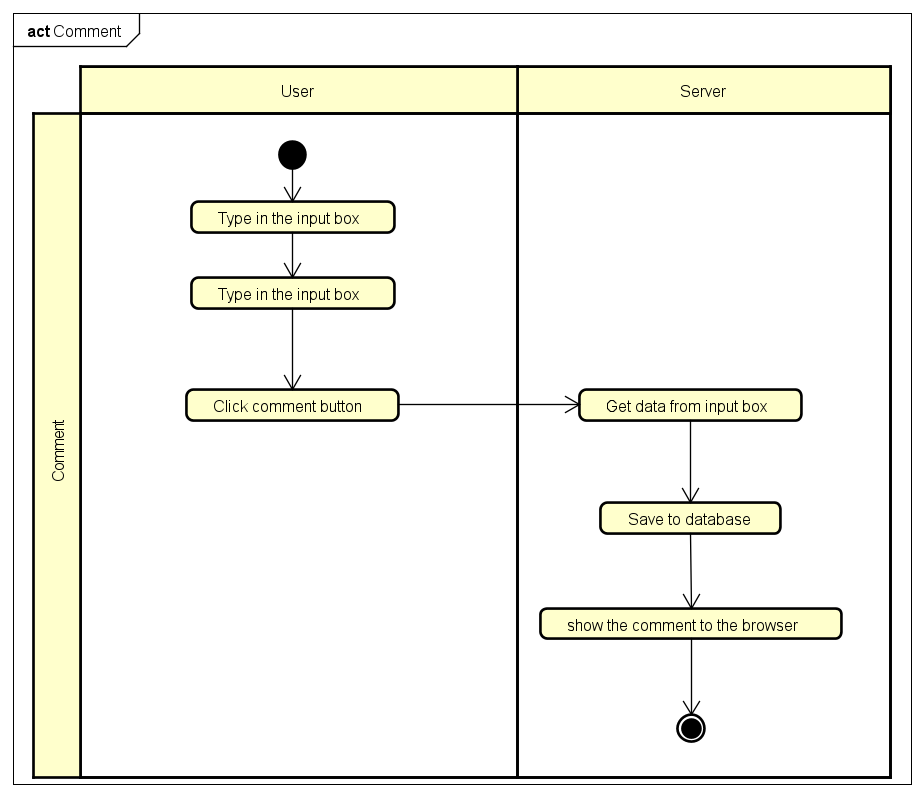 act Comment
User
Server
Comment
Type in the input box
Type in the input box
Click comment button
Get data from input box
Save to database
show the comment to the browser